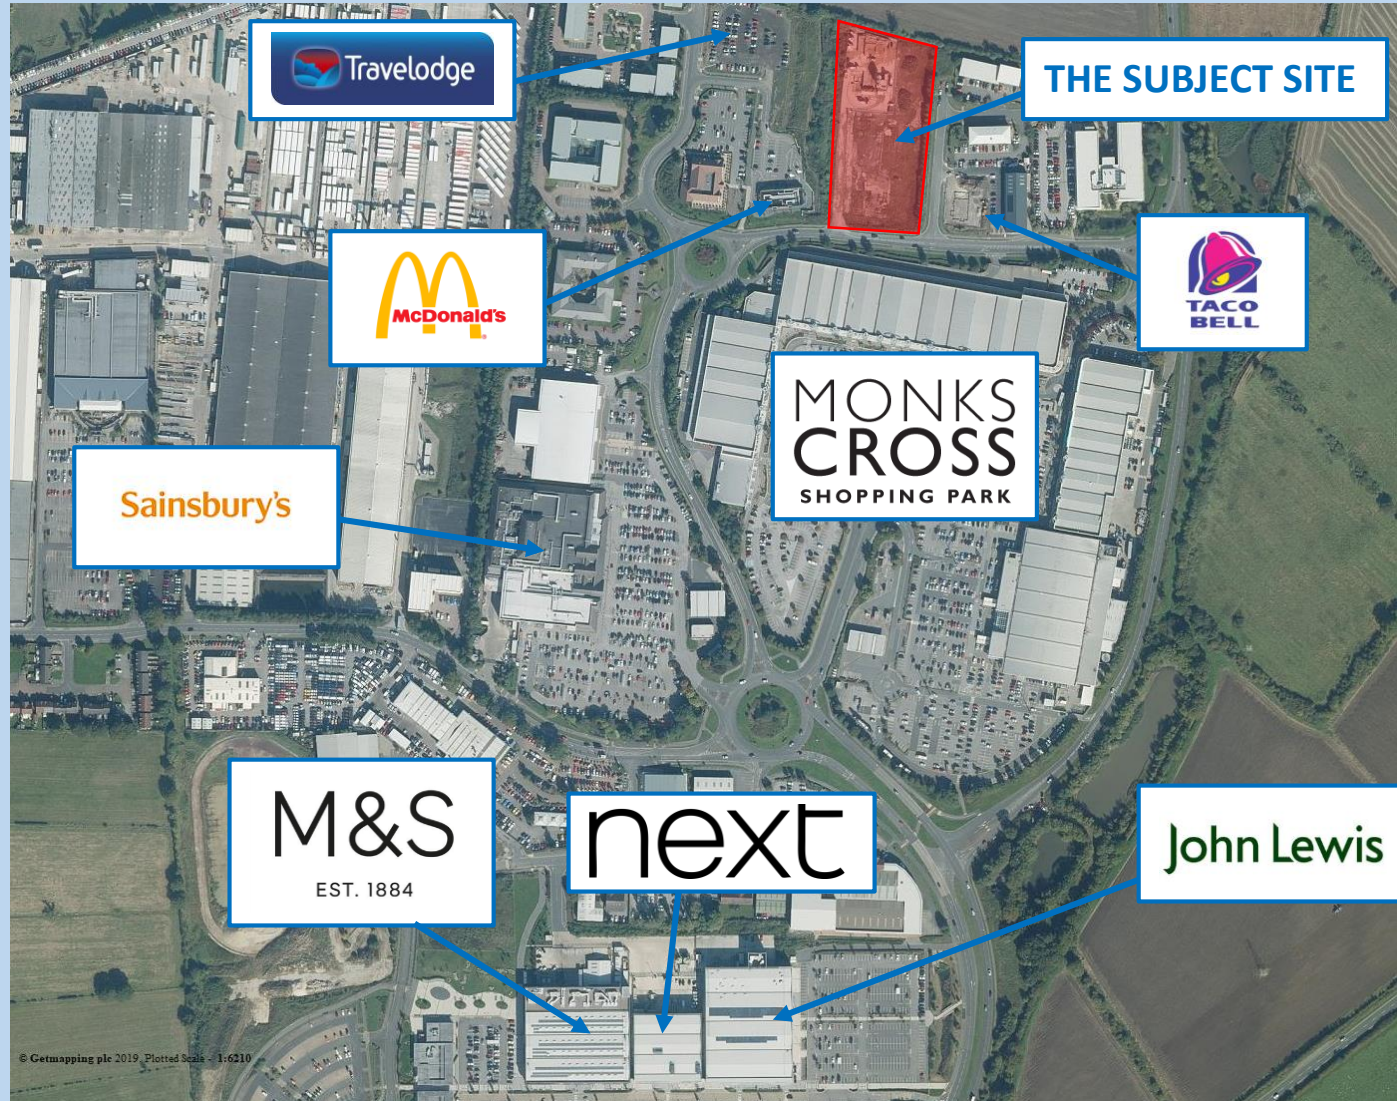 Travelodge
THE SUBJECT SITE
McDonald's
TACO
BELL
MONKS
CROSS
SHOPPING PARK
Sainsbury's
M&S
EST. 1884
next
John Lewis
© Getmapping plc 2019. Plotted Scale - 1:6210